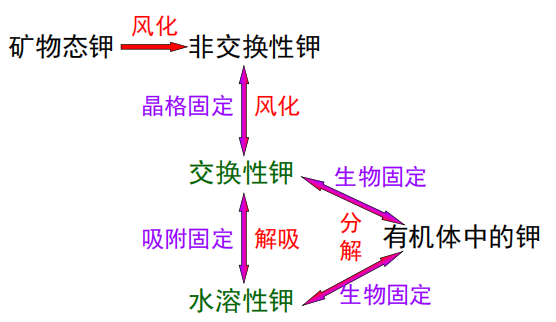 风化
矿物态钾
非交换性钾
晶格固定
风化
交换性钾
生物固定
吸附固定
解吸
分
解
有机体中的钾
水溶性钾
生物固定